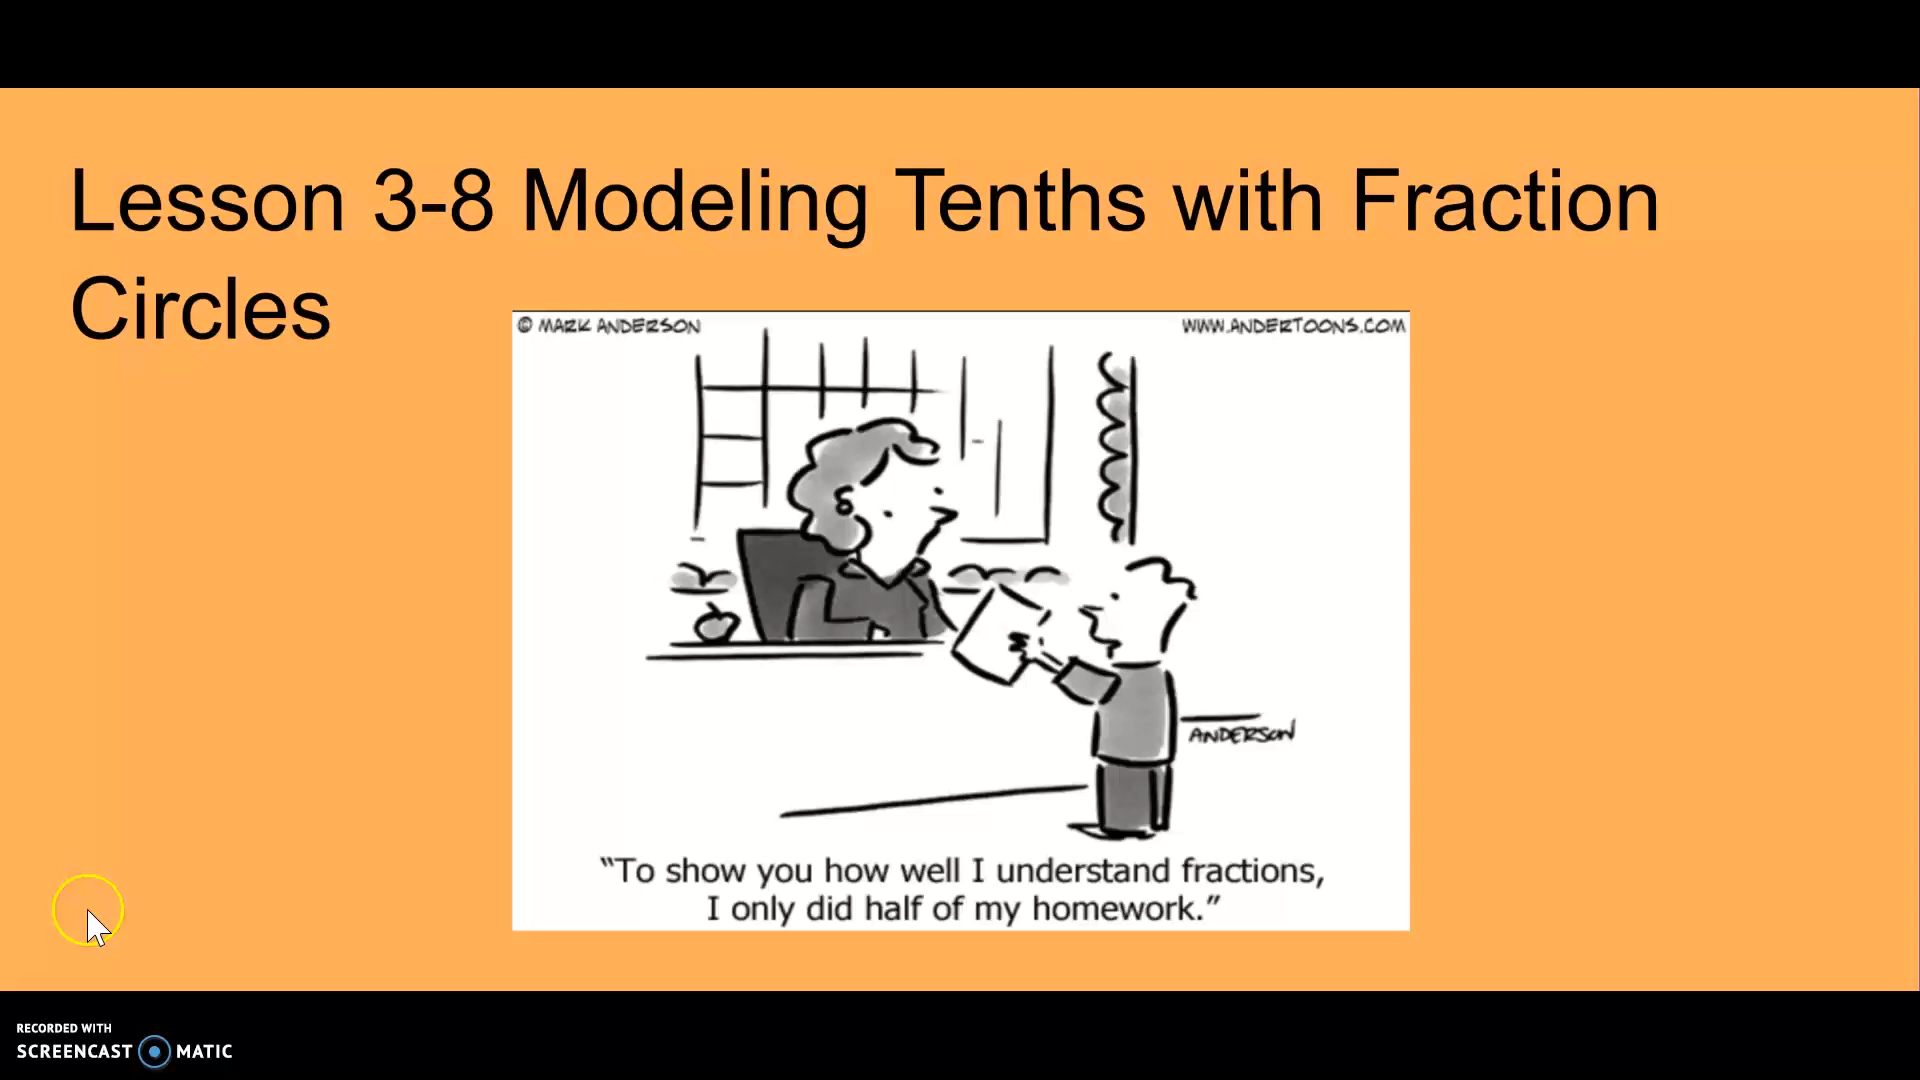 Lesson 3-8 Modeling Tenths with Fraction
Circles
© MARK ANDERSON
WWW.ANDERTOONS.COM
ANDERSON
“To show you how well I understand fractions,
I only did half of my homework.”
RECORDED WITH
SCREENCAST MATIC